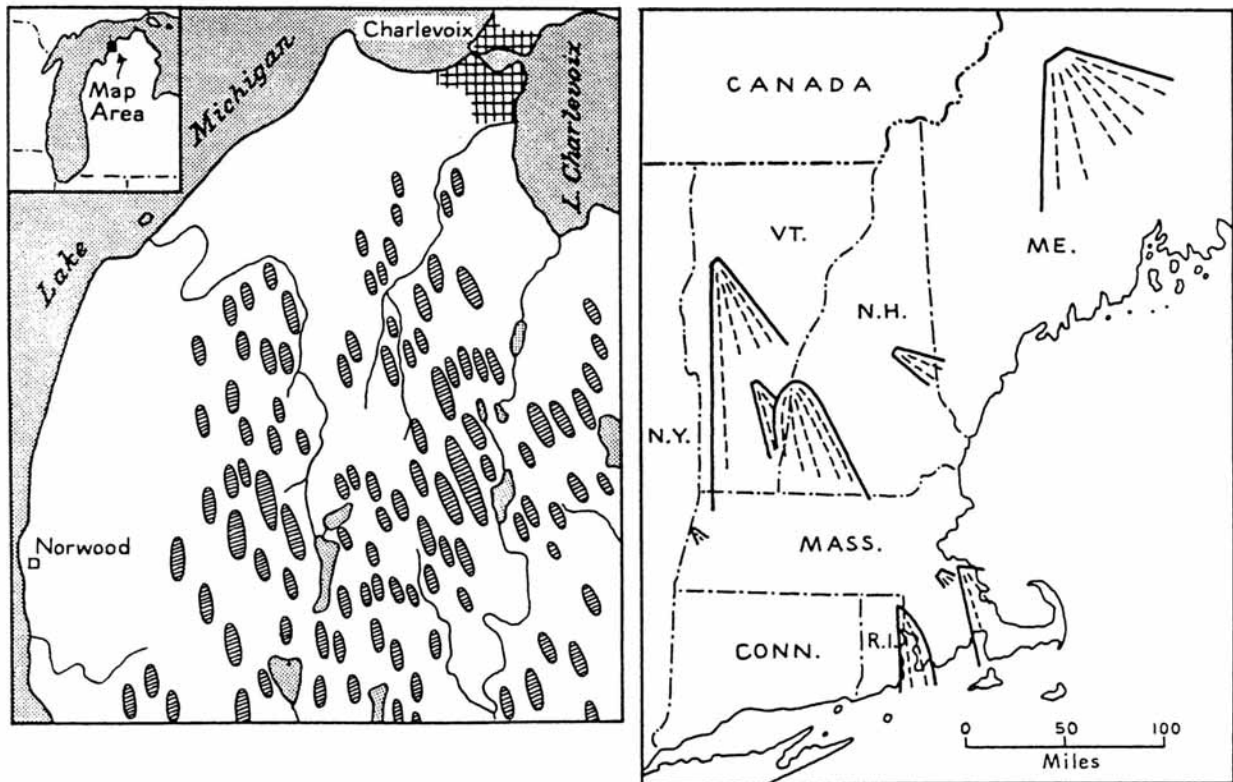 Map
Area
Lake
Michigan
Charlevoix
L. Charlevoix
Norwood
CANADA
VT.
ME.
N.H.
N.Y.
MASS.
CONN.
R.I.
0 50 100
Miles